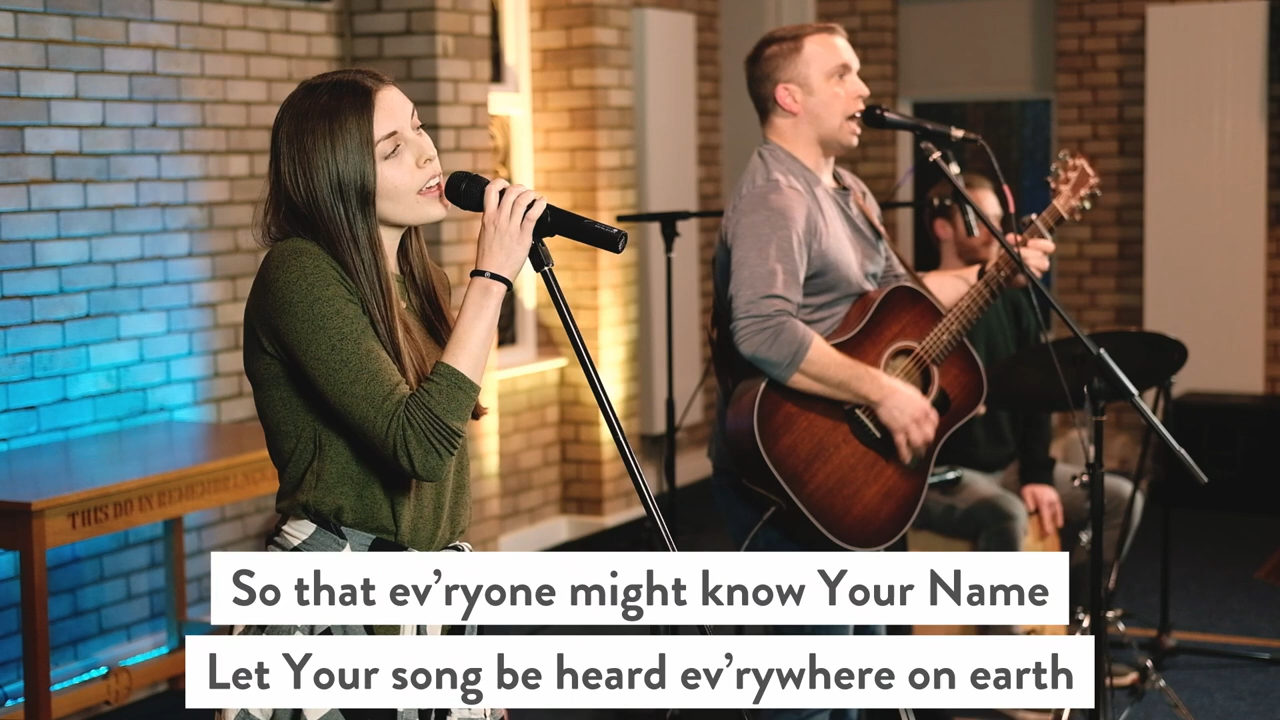 THIS DO IN REMEMBRANCE
So that ev’ryone might know Your Name
Let Your song be heard ev’rywhere on earth